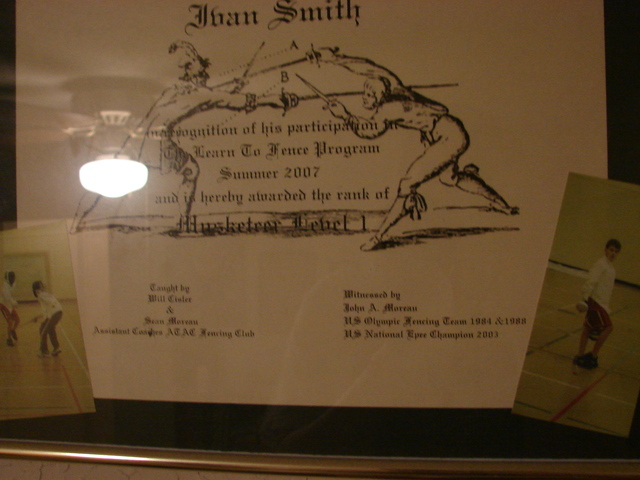 Ivan Smith
A
B
In recognition of his participation in
The Learn To Fence Program
Summer 2007
and is hereby awarded the rank of
Musketeer Level 1
Taught by
Will
&
Sean Moreau
Assistant Coaches ATAC Fencing Club
Witnessed by
John A. Moreau
US Olympic Fencing Team 1984 & 1988
US National Epee Champion 2003